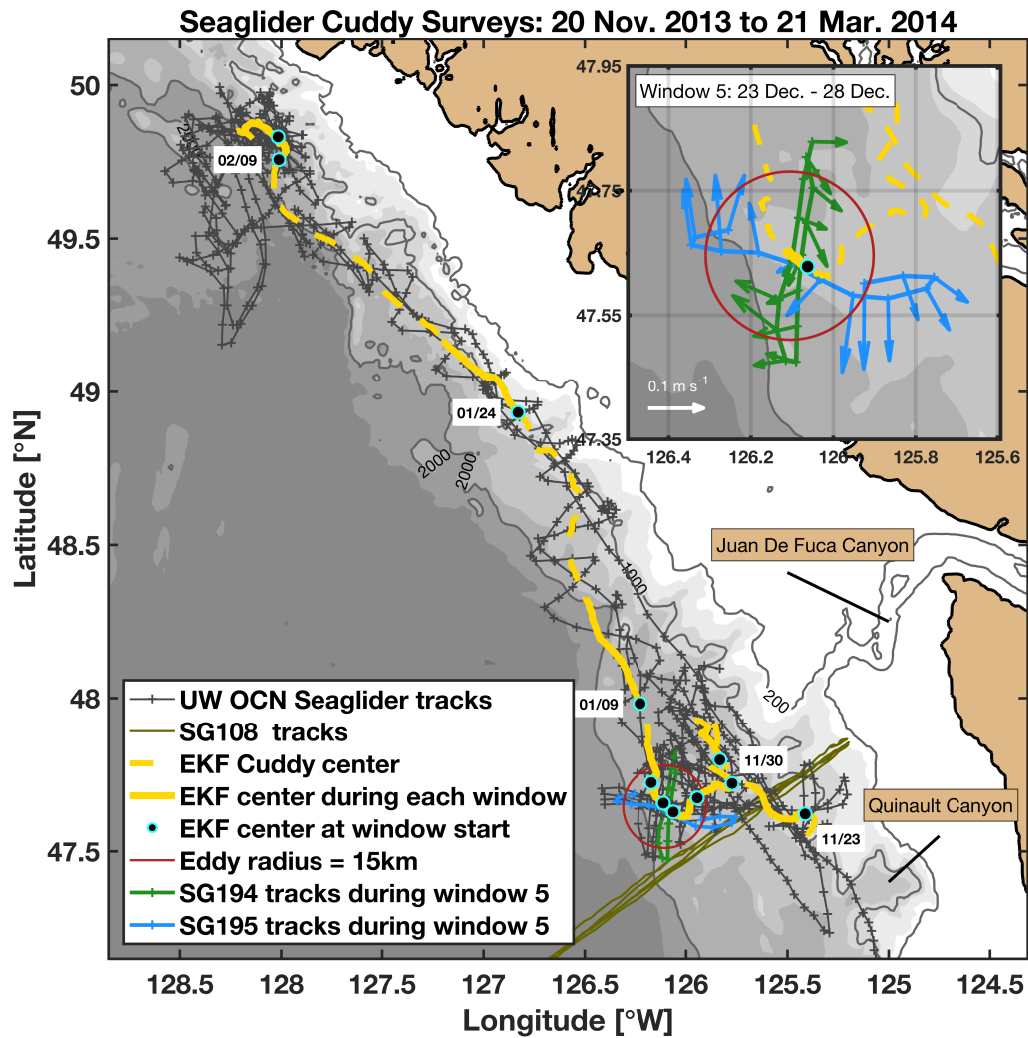 Seaglider Cuddy Surveys: 20 Nov. 2013 to 21 Mar. 2014
Latitude [°N]
50
49.5
49
48.5
48
47.5
128.5
128
127.5
127
126.5
126
125.5
125
124.5
Longitude [°W]
2000
02/09
01/24
2000
2000
1000
01/09
200
11/30
11/23
Juan De Fuca Canyon
Quinault Canyon
Window 5: 23 Dec. - 28 Dec.
47.95
47.75
47.55
47.35
126.4
126.2
126
125.8
125.6
0.1 m s -1
UW OCN Seaglider tracks
SG108 tracks
EKF Cuddy center
EKF center during each window
EKF center at window start
Eddy radius = 15km
SG194 tracks during window 5
SG195 tracks during window 5